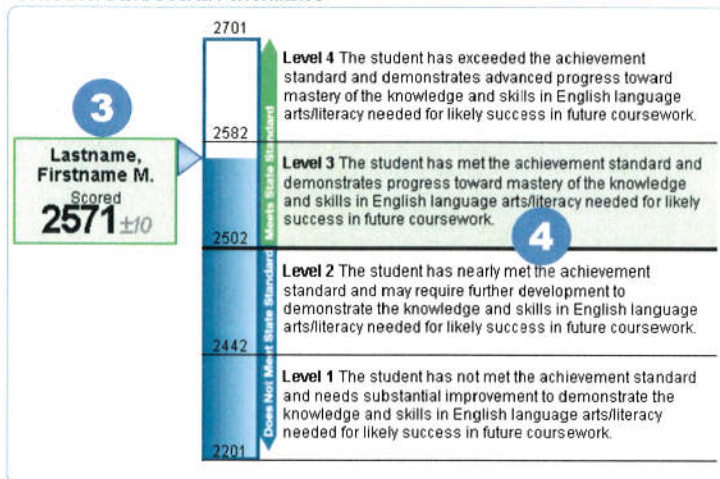 2701
Level 4 The student has exceeded the achievement
standard and demonstrates advanced progress toward
mastery of the knowledge and skills in English language
arts/literacy needed for likely success in future coursework.
3
2582
Lastname,
Firstname M.
Scored
2571 ±10
Level 3 The student has met the achievement standard and
demonstrates progress toward mastery of the knowledge
and skills in English language arts/literacy needed for likely
success in future coursework.
4
2502
Level 2 The student has nearly met the achievement
standard and may require further development to
demonstrate the knowledge and skills in English language
arts/literacy needed for likely success in future coursework.
2442
Level 1 The student has not met the achievement standard
and needs substantial improvement to demonstrate the
knowledge and skills in English language arts/literacy
needed for likely success in future coursework.
2201
Meets State Standard
Does Not Meet State Standard